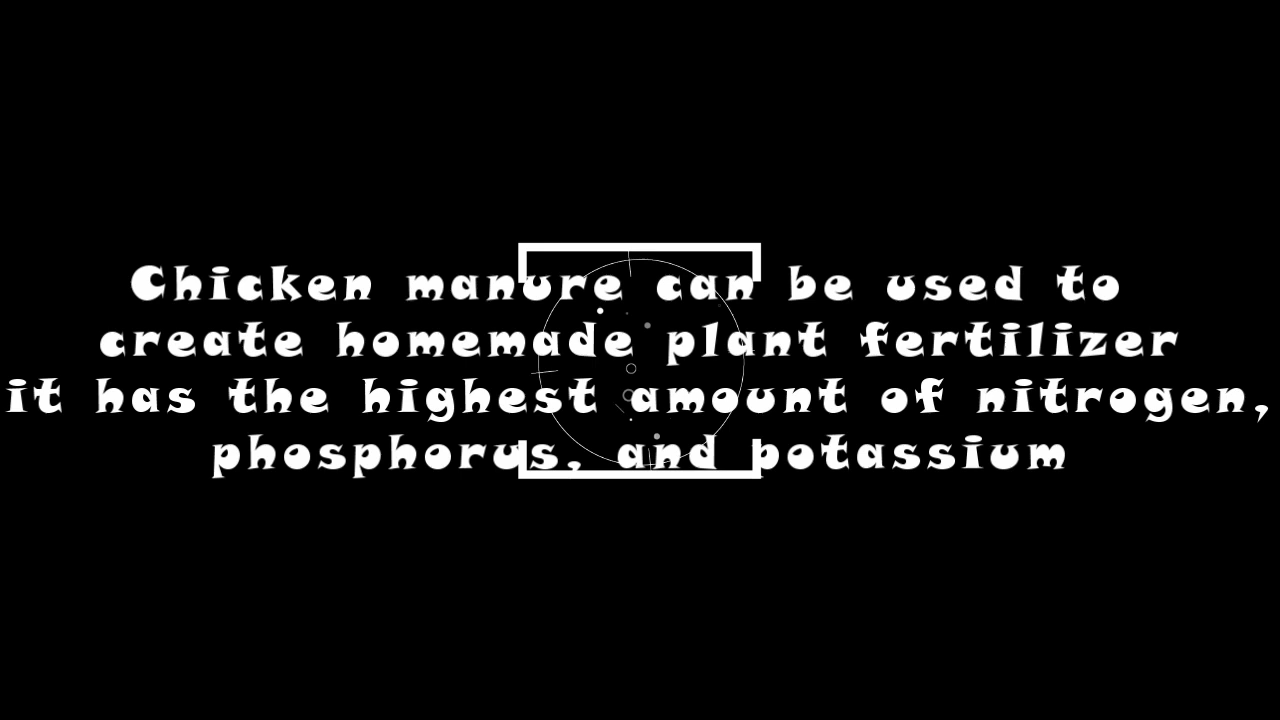 Chicken manure can be used to
create homemade plant fertilizer
it has the highest amount of nitrogen,
phosphorus, and potassium